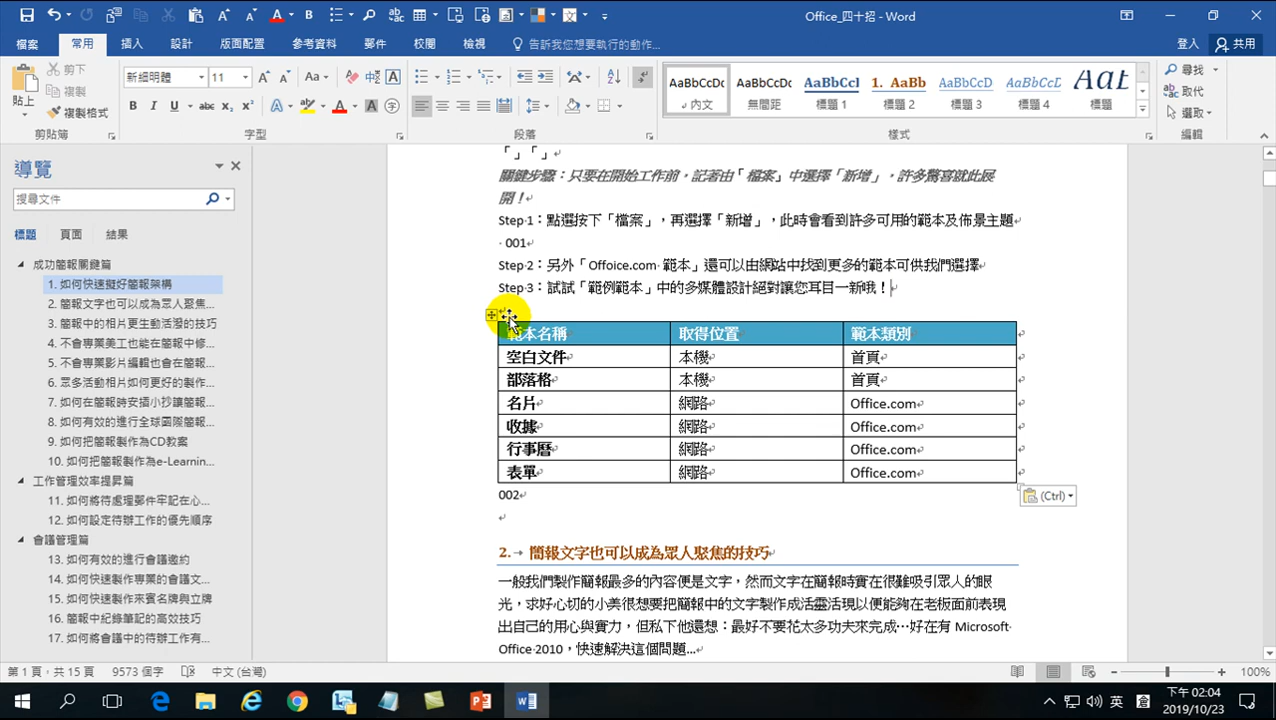 Office_四十招 - Word
檔案 常用 插入 設計 版面配置 參考資料 郵件 校閱 檢視 告訴我您想要執行的動作... 登入 共用
貼上 剪下 複製 複製格式
新細明體 11
AaBbCcDc AaBbCcDc AaBbCcI 1. AaBb AaBbCcD AaBbCcD AaB
內文 無間距 標題 1 標題 2 標題 3 標題 4 標題
尋找 取代 選取
剪貼簿 字型 段落 樣式 編輯
導覽
搜尋文件
標題 頁面 結果
成功簡報關鍵篇
1. 如何快速擬好簡報架構
2. 簡報文字也可以成為眾人聚焦...
3. 簡報中的相片更生動活潑的技巧
4. 不會專業美工也能在簡報中修...
5. 不會專業影片編輯也會在簡報...
6. 眾多活動相片如何更好的製作...
7. 如何在簡報時安插小抄讓簡報...
8. 如何有效的進行全球團隊簡報...
9. 如何把簡報製作為CD教案
10. 如何把簡報製作為e-Learnin...
工作管理效率提昇篇
11. 如何將待處理郵件牢記在心...
12. 如何設定待辦工作的優先順序
會議管理篇
13. 如何有效的進行會議邀約
14. 如何快速製作專業的會議文...
15. 如何快速製作來賓名牌與立牌
16. 簡報中紀錄筆記的高效技巧
17. 如何將會議中的待辦工作有...
「」「」
關鍵步驟：只要在開始工作前，記著由「檔案」中選擇「新增」，許多驚喜就此展
開！
Step 1：點選按下「檔案」，再選擇「新增」，此時會看到許多可用的範本及佈景主題
001
Step 2：另外「Offoice.com 範本」還可以由網站中找到更多的範本可供我們選擇
Step 3：試試「範例範本」中的多媒體設計絕對讓您耳目一新哦！
範本名稱 取得位置 範本類別
空白文件 本機 首頁
部落格 本機 首頁
名片 網路 Office.com
收據 網路 Office.com
行事曆 網路 Office.com
表單 網路 Office.com
002
(Ctrl)
2. 簡報文字也可以成為眾人聚焦的技巧
一般我們製作簡報最多的內容便是文字，然而文字在簡報時實在很難吸引眾人的眼
光，求好心切的小美很想要把簡報中的文字製作成活靈活現以便能夠在老板面前表現
出自己的用心與實力，但私下他還想：最好不要花太多功夫來完成…好在有 Microsoft
Office 2010，快速解決這個問題...
第 1 頁，共 15 頁 9573 個字 中文 (台灣) 100%
英 下午 02:04
2019/10/23